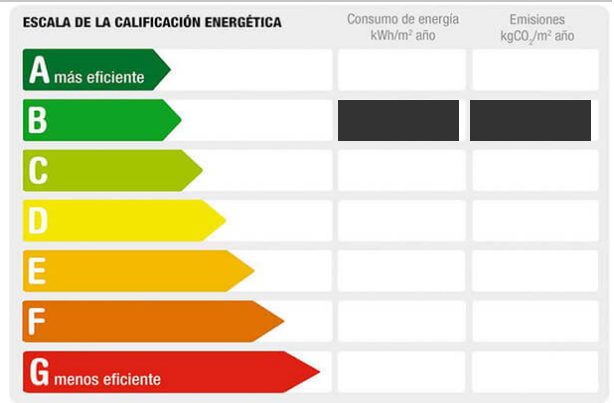 ESCALA DE LA CALIFICACIÓN ENERGÉTICA
Consumo de energía
kWh/m² año
Emisiones
kgCO₂/m² año
A más eficiente
B
C
D
E
F
G menos eficiente